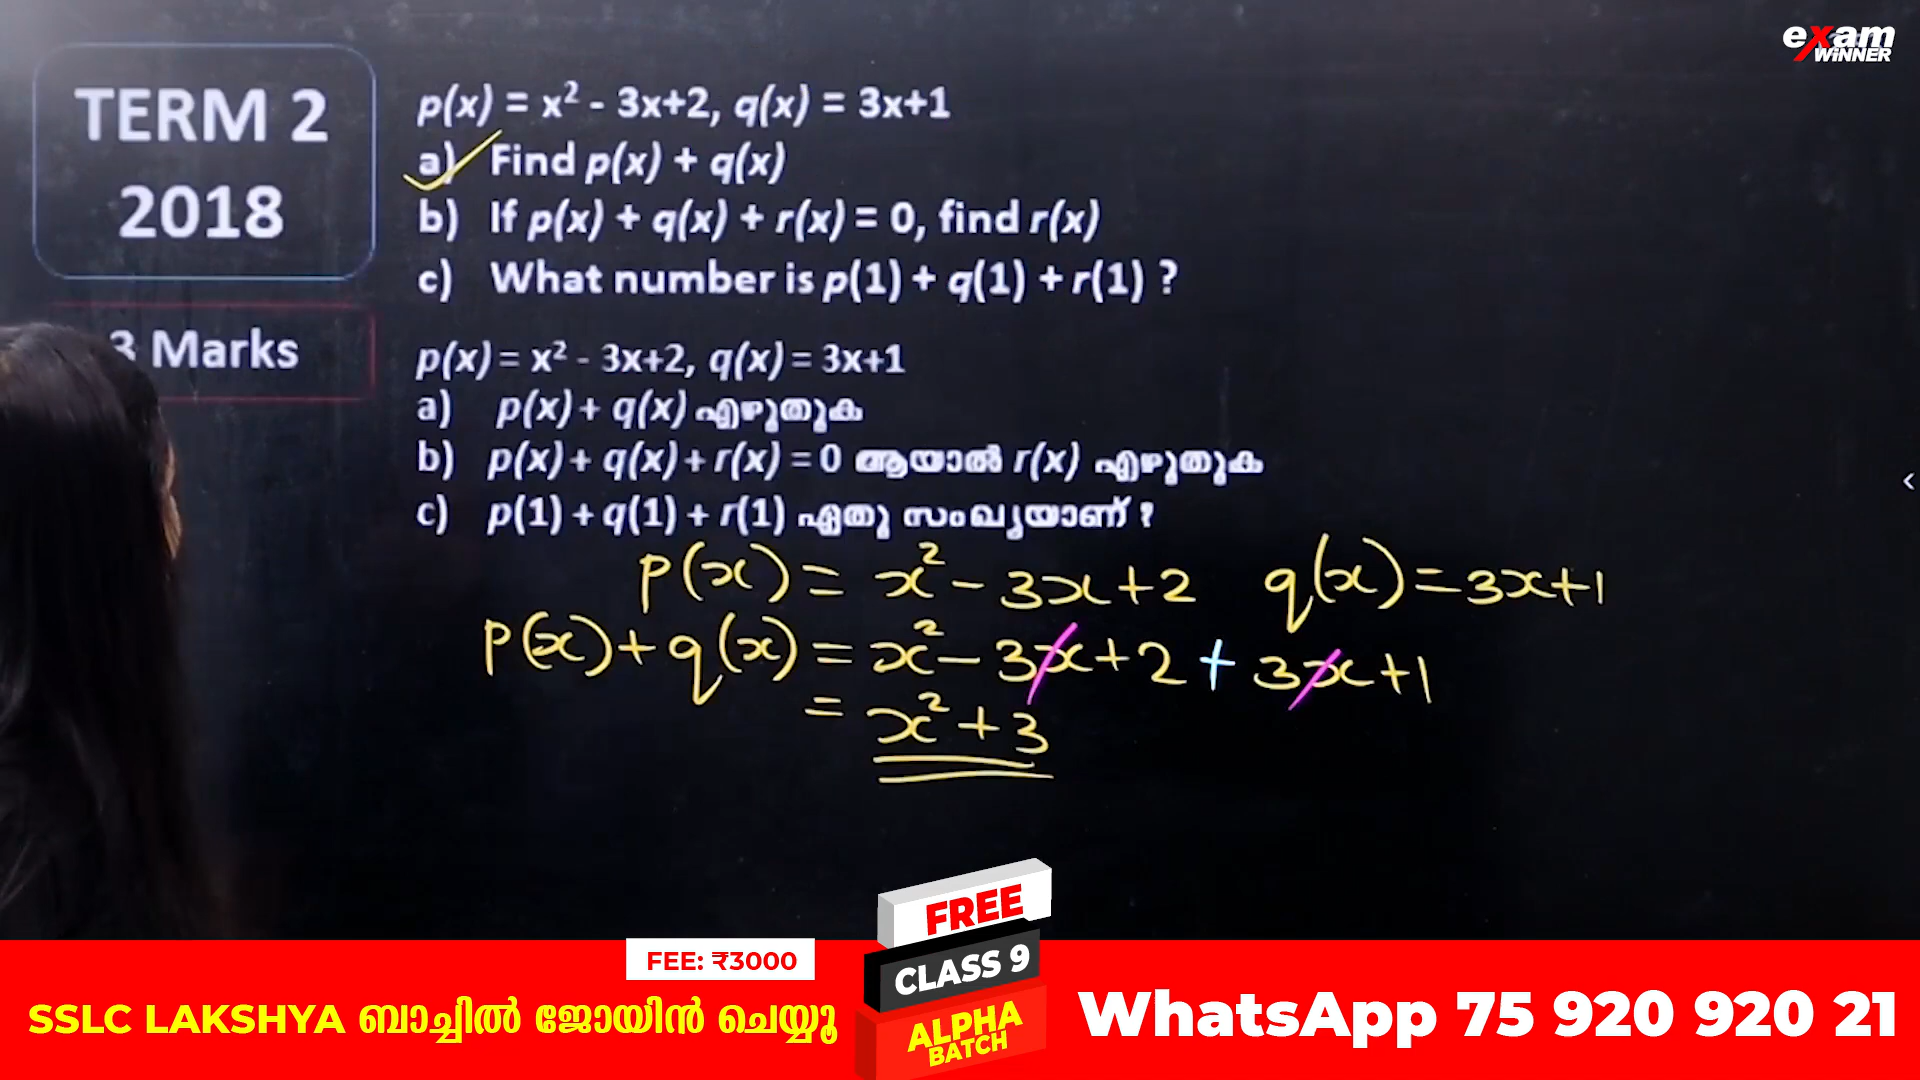 exam
WINNER
TERM 2
2018
3 Marks
p(x) = x² - 3x+2, q(x) = 3x+1
a) Find p(x) + q(x)
b) If p(x) + q(x) + r(x) = 0, find r(x)
c) What number is p(1) + q(1) + r(1) ?
p(x) = x² - 3x+2, q(x) = 3x+1
a) p(x) + q(x) എഴുതുക
b) p(x) + q(x) + r(x) = 0 ആയാൽ r(x) എഴുതുക
c) p(1) + q(1) + r(1) ഏതു സംഖ്യയാണ് ?
p(x) = x² - 3x + 2 q(x) = 3x+1
p(x) + q(x) = x² - 3x + 2 + 3x + 1
= x² + 3
FEE: ₹3000
SSLC LAKSHYA ബാച്ചിൽ ജോയിൻ ചെയ്യൂ
FREE
CLASS 9
ALPHA
BATCH
WhatsApp 75 920 920 21